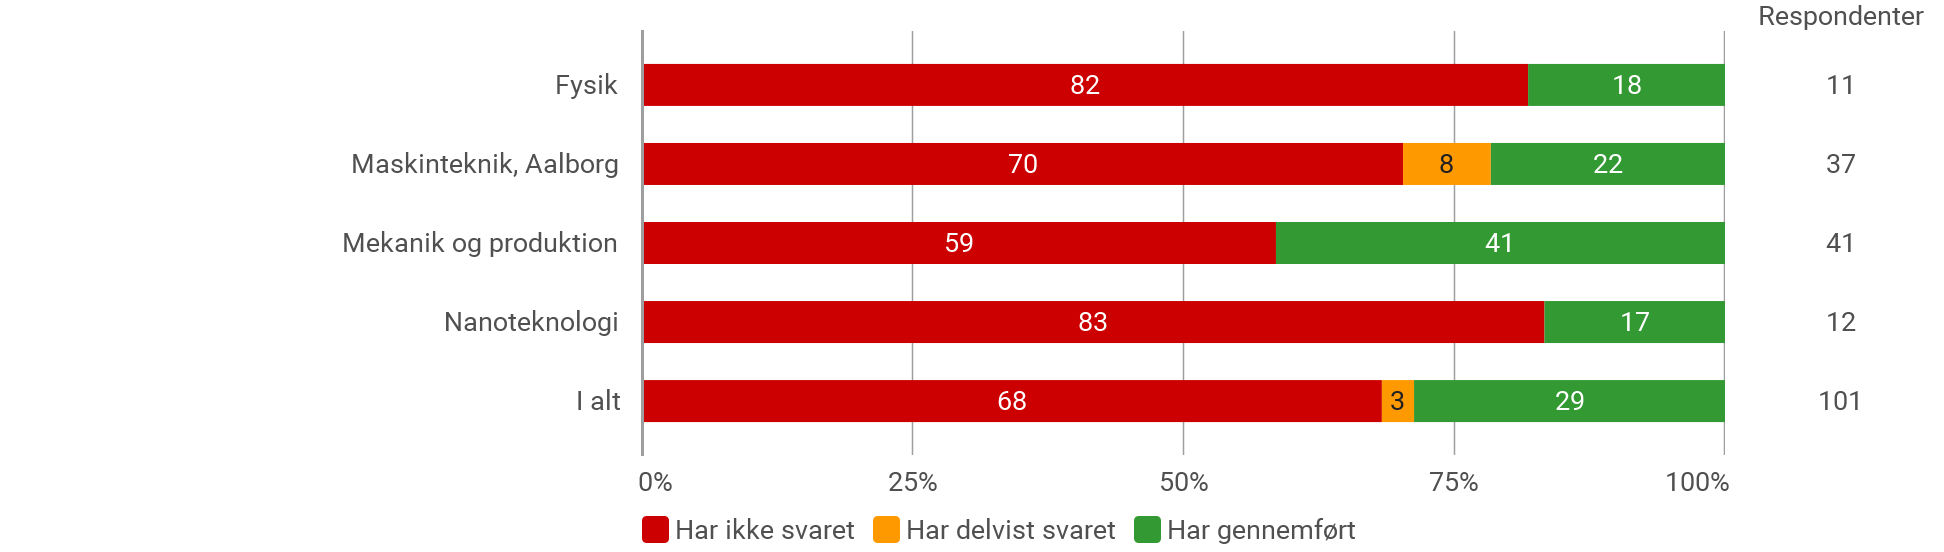 Respondenter
Fysik 82 18 11
Maskinteknik, Aalborg 70 8 22 37
Mekanik og produktion 59 41 41
Nanoteknologi 83 17 12
I alt 68 3 29 101
0% 25% 50% 75% 100%
Har ikke svaret Har delvist svaret Har gennemført